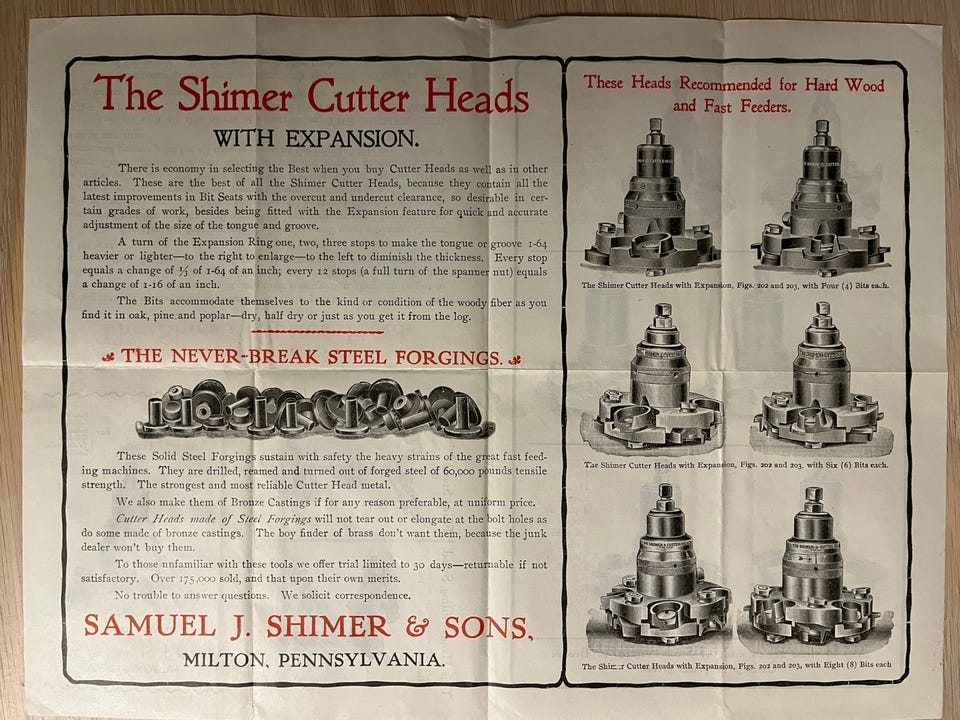 The Shimer Cutter Heads
WITH EXPANSION.
There is economy in selecting the Best when you buy Cutter Heads as well as in other
articles. These are the best of all the Shimer Cutter Heads, because they contain all the
latest improvements in Bit Seats with the overcut and undercut clearance, so desirable in cer-
tain grades of work, besides being fitted with the Expansion feature for quick and accurate
adjustment of the size of the tongue and groove.
A turn of the Expansion Ring one, two, three stops to make the tongue or groove 1-64
heavier or lighter—to the right to enlarge—to the left to diminish the thickness. Every stop
equals a change of ⅓ of 1-64 of an inch; every 12 stops (a full turn of the spanner nut) equals
a change of 1-16 of an inch.
The Bits accommodate themselves to the kind or condition of the woody fiber as you
find it in oak, pine and poplar—dry, half dry or just as you get it from the log.
THE NEVER-BREAK STEEL FORGINGS.
These Solid Steel Forgings sustain with safety the heavy strains of the great fast feed-
ing machines. They are drilled, reamed and turned out of forged steel of 60,000 pounds tensile
strength. The strongest and most reliable Cutter Head metal.
We also make them of Bronze Castings if for any reason preferable, at uniform price.
Cutter Heads made of Steel Forgings will not tear out or elongate at the bolt holes as
do some made of bronze castings. The boy finder of brass don't want them, because the junk
dealer won't buy them.
To those unfamiliar with these tools we offer trial limited to 30 days—returnable if not
satisfactory. Over 175,000 sold, and that upon their own merits.
No trouble to answer questions. We solicit correspondence.
SAMUEL J. SHIMER & SONS,
MILTON, PENNSYLVANIA.
These Heads Recommended for Hard Wood
and Fast Feeders.
The Shimer Cutter Heads with Expansion, Figs. 202 and 203, with Four (4) Bits each.
The Shimer Cutter Heads with Expansion, Figs. 202 and 203, with Six (6) Bits each.
The Shimer Cutter Heads with Expansion, Figs. 202 and 203, with Eight (8) Bits each